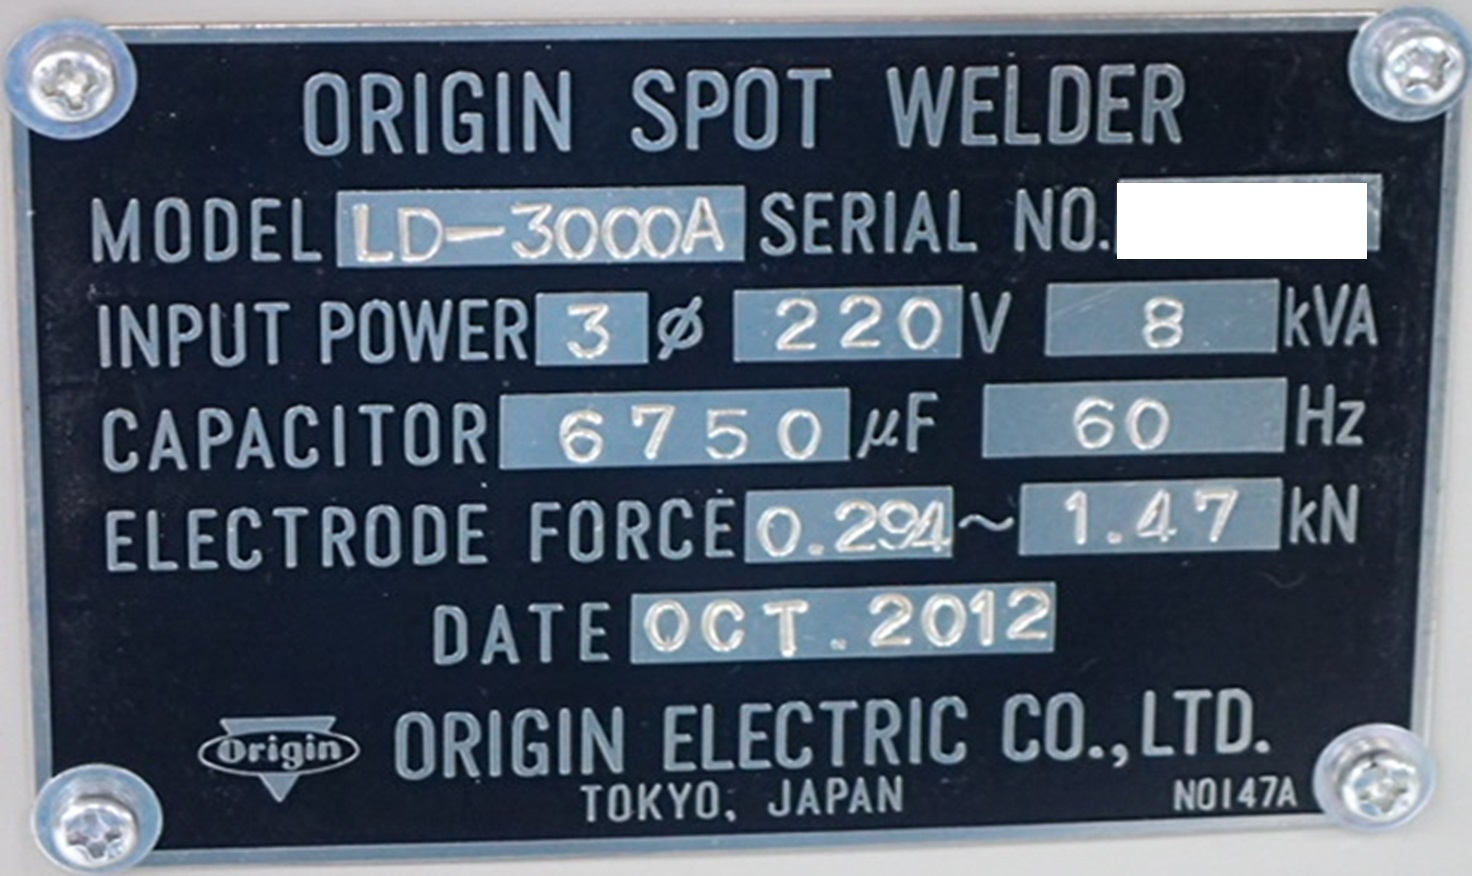 ORIGIN SPOT WELDER
MODEL LD-3000A SERIAL NO.
INPUT POWER 3 ø 220 V 8 kVA
CAPACITOR 6750 µF 60 Hz
ELECTRODE FORCE 0.294 ~ 1.47 kN
DATE OCT.2012
Origin ORIGIN ELECTRIC CO.,LTD.
TOKYO, JAPAN N0147A